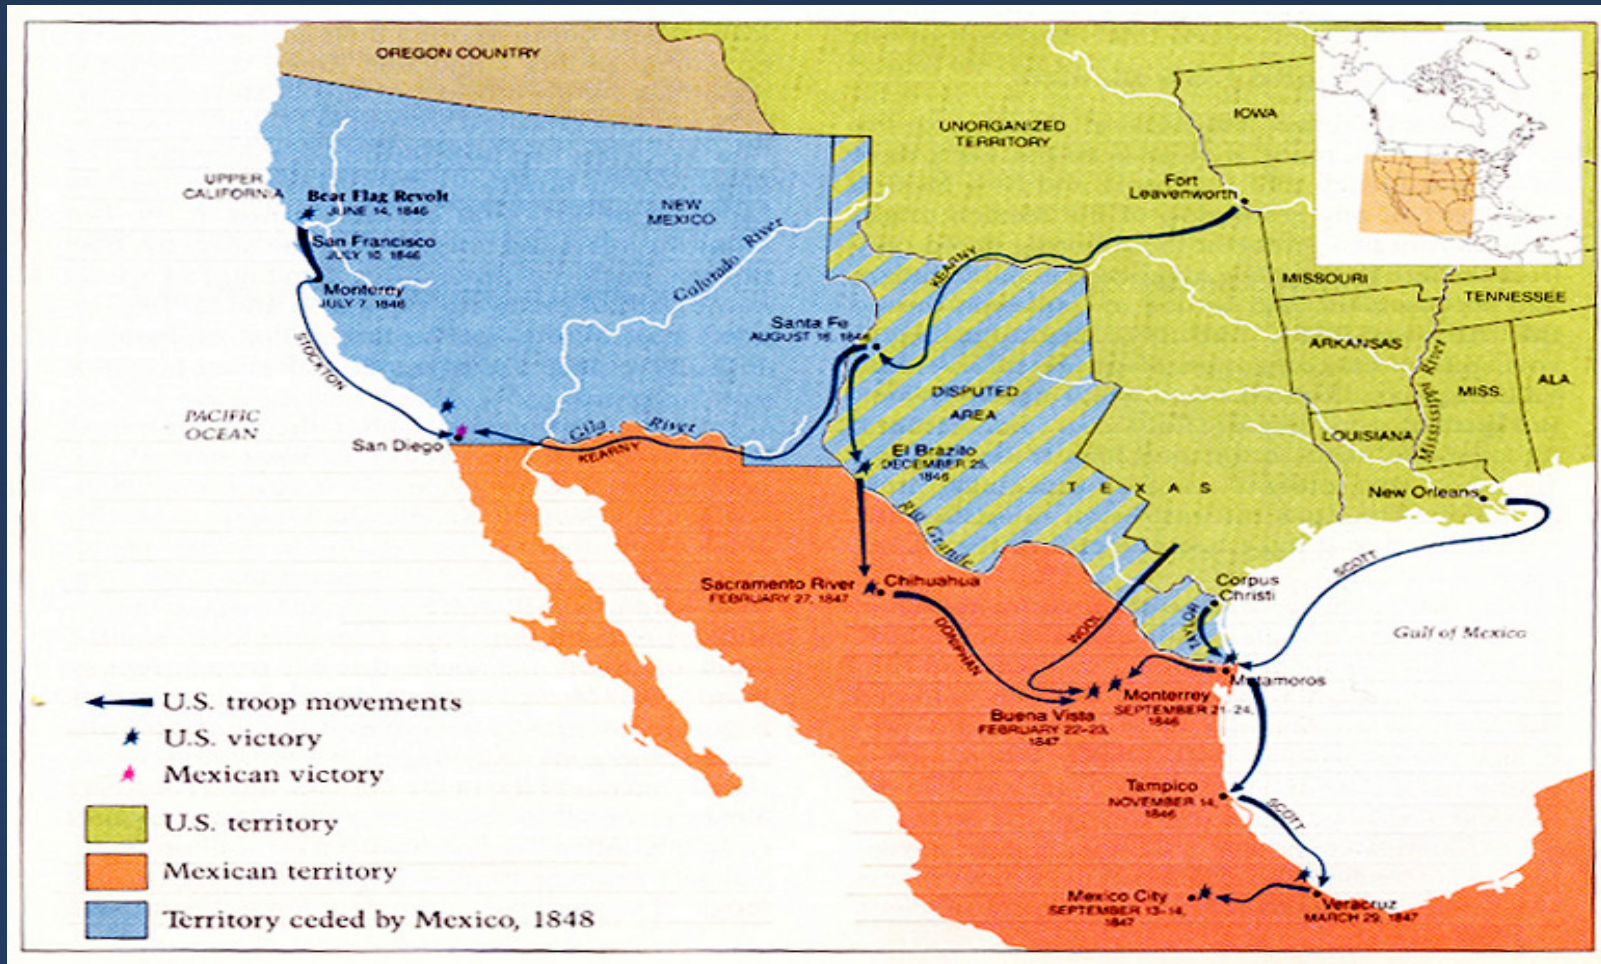 OREGON COUNTRY
UNORGANIZED
TERRITORY
IOWA
UPPER
CALIFORNIA
Bear Flag Revolt
JUNE 14, 1846
San Francisco
JULY 10, 1846
Monterey
JULY 7, 1846
NEW
MEXICO
Colorado River
Fort
Leavenworth
KEARNY
MISSOURI
TENNESSEE
ARKANSAS
Mississippi River
MISS.
ALA.
LOUISIANA
New Orleans
Santa Fe
AUGUST 16, 1846
STOCKTON
PACIFIC
OCEAN
San Diego
Gila River
KEARNY
DISPUTED
AREA
El Brazito
DECEMBER 25,
1846
TEXAS
Rio Grande
Sacramento River
FEBRUARY 27, 1847
Chihuahua
DONIPHAN
WOOL
Corpus
Christi
TAYLOR
SCOTT
Gulf of Mexico
Matamoros
Monterrey
SEPTEMBER 21-24,
1846
Buena Vista
FEBRUARY 22-23,
1847
Tampico
NOVEMBER 14,
1846
SCOTT
Mexico City
SEPTEMBER 13-14,
1847
Veracruz
MARCH 29, 1847
U.S. troop movements
U.S. victory
Mexican victory
U.S. territory
Mexican territory
Territory ceded by Mexico, 1848